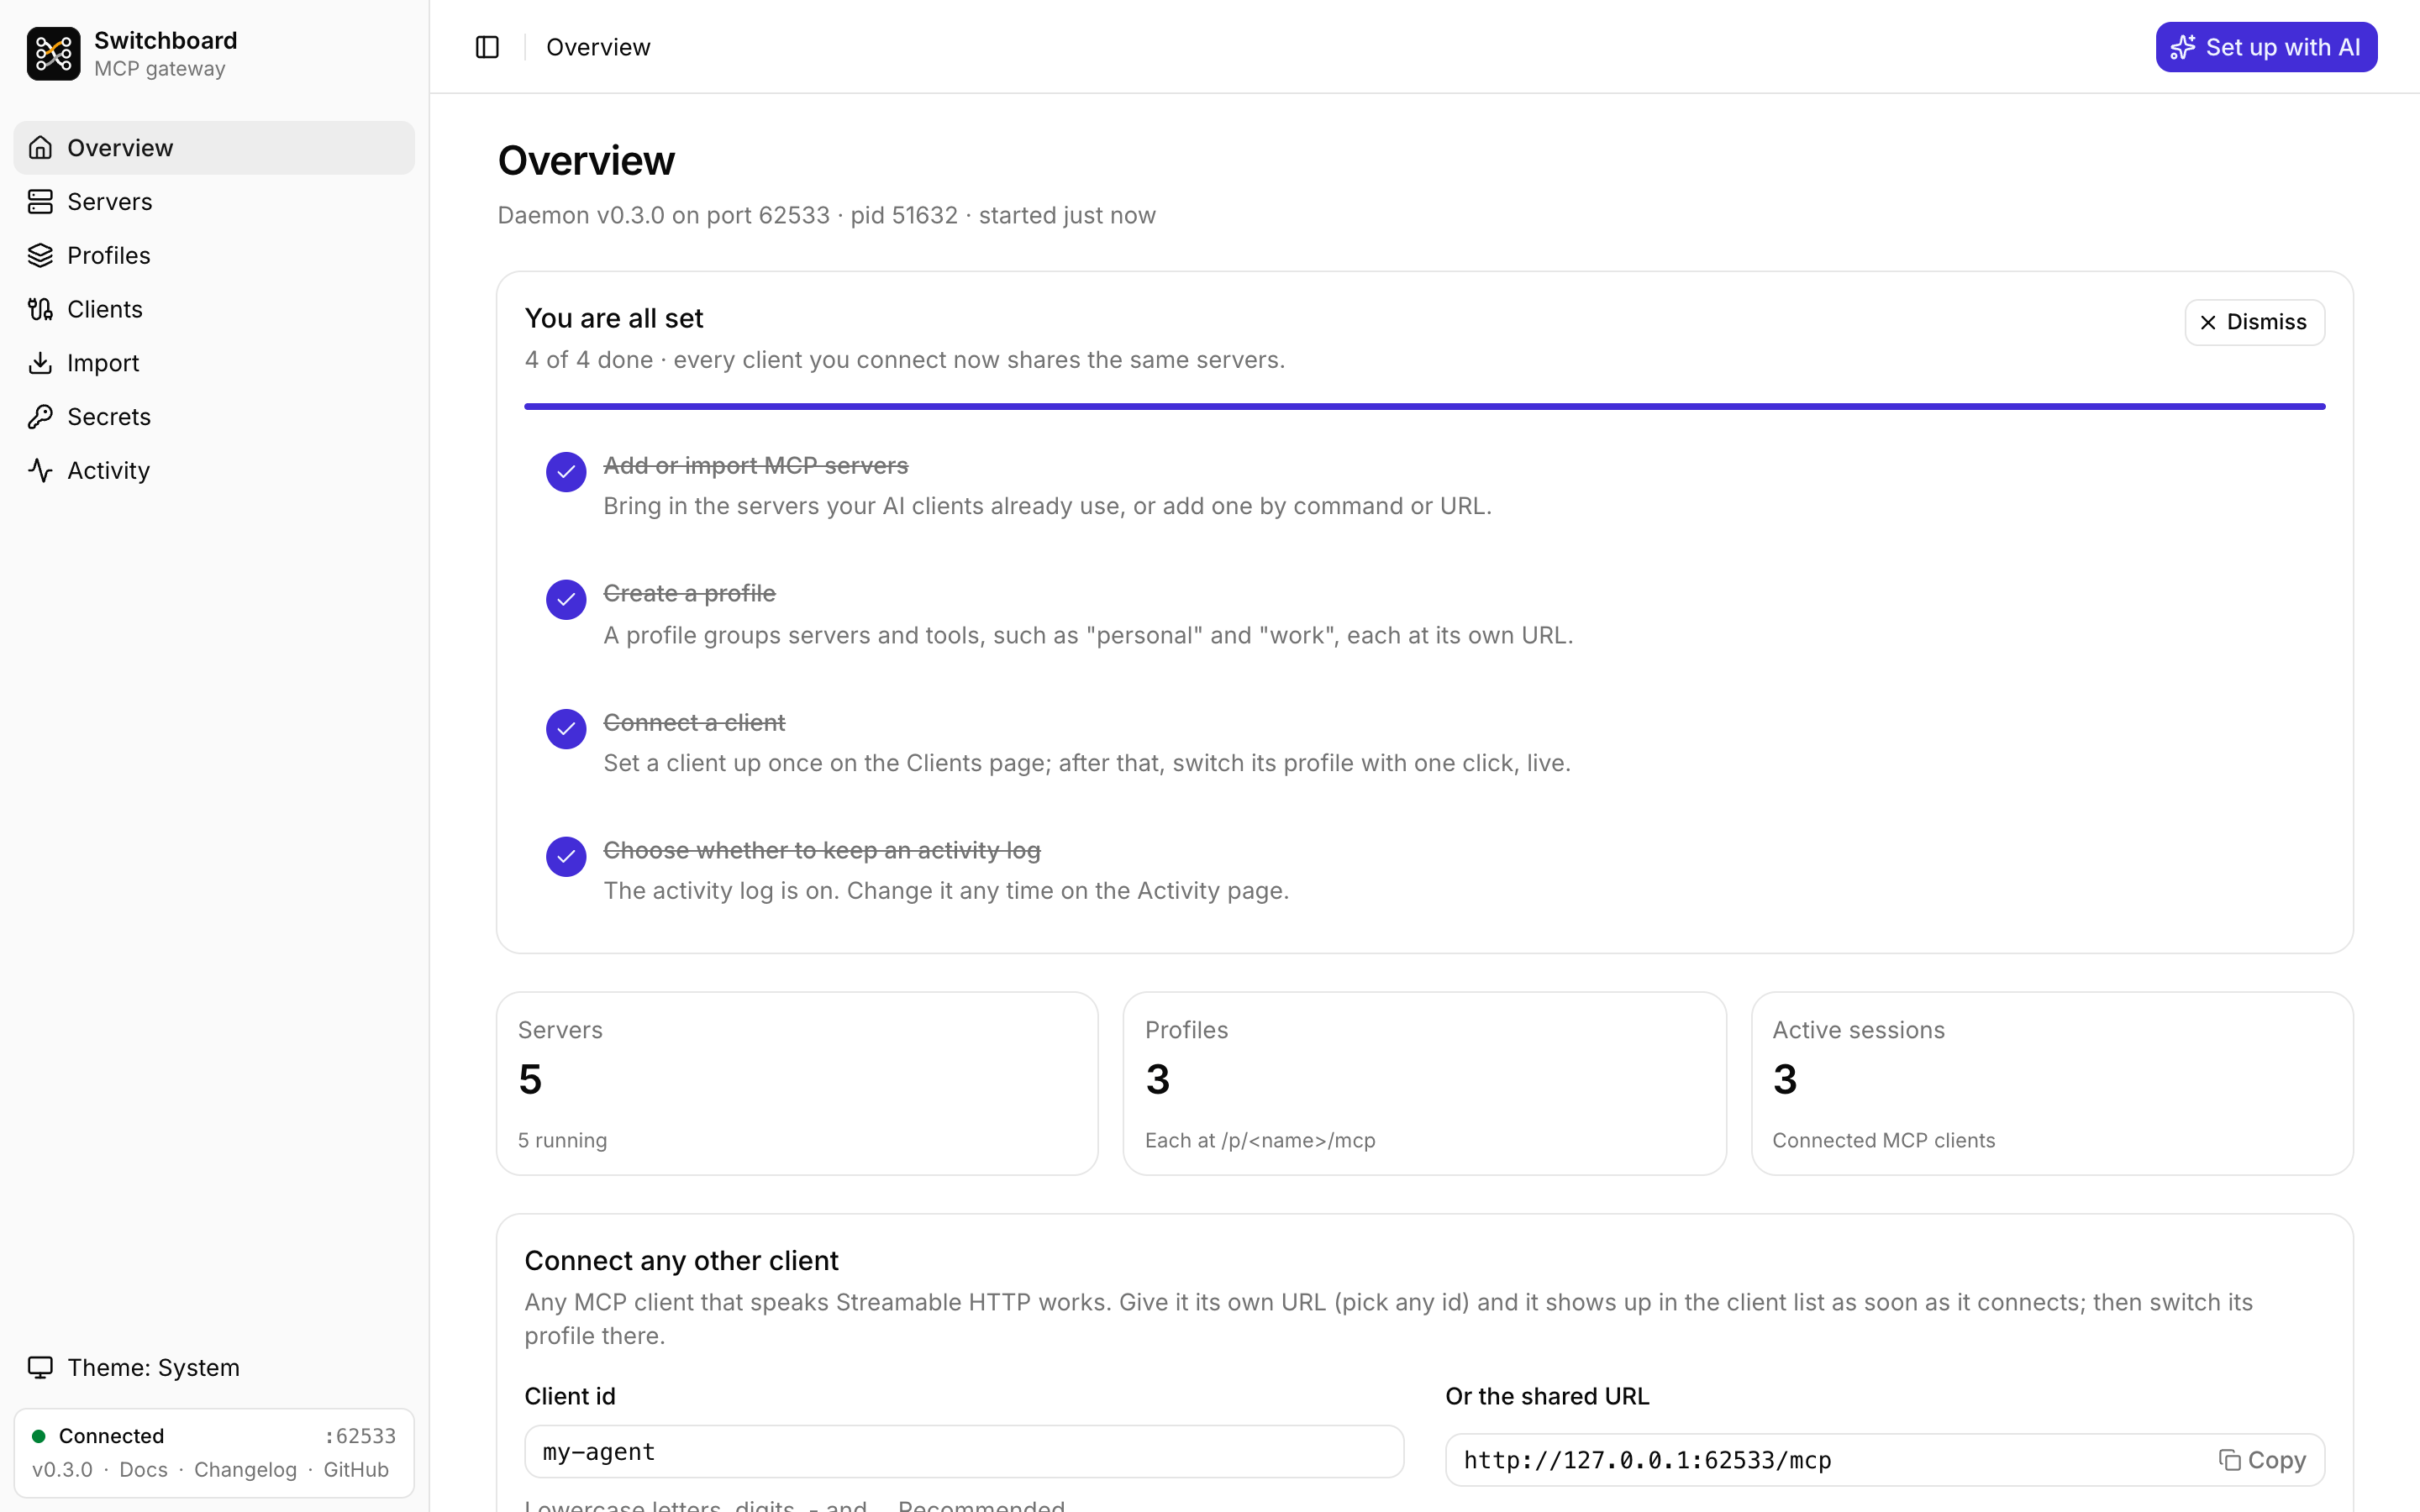 Switchboard
MCP gateway
Overview
Servers
Profiles
Clients
Import
Secrets
Activity
Theme: System
Connected :62533
v0.3.0 · Docs · Changelog · GitHub
Overview
Set up with AI
Overview
Daemon v0.3.0 on port 62533 · pid 51632 · started just now
You are all set
Dismiss
4 of 4 done · every client you connect now shares the same servers.
Add or import MCP servers
Bring in the servers your AI clients already use, or add one by command or URL.
Create a profile
A profile groups servers and tools, such as "personal" and "work", each at its own URL.
Connect a client
Set a client up once on the Clients page; after that, switch its profile with one click, live.
Choose whether to keep an activity log
The activity log is on. Change it any time on the Activity page.
Servers
5
5 running
Profiles
3
Each at /p/<name>/mcp
Active sessions
3
Connected MCP clients
Connect any other client
Any MCP client that speaks Streamable HTTP works. Give it its own URL (pick any id) and it shows up in the client list as soon as it connects; then switch its
profile there.
Client id
my-agent
Or the shared URL
http://127.0.0.1:62533/mcp
Copy
Lowercase letters, digits, - and
Recommended